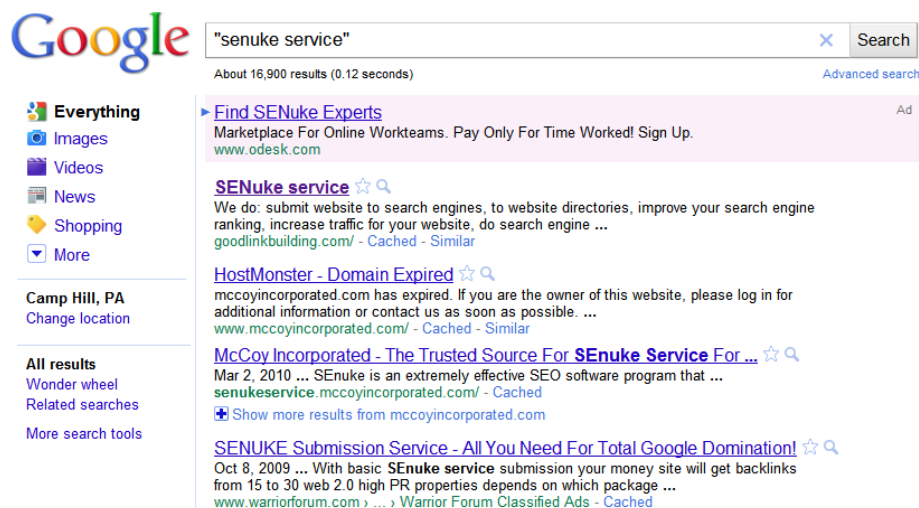 Google
"senuke service"
Search
About 16,900 results (0.12 seconds)
Advanced search
Everything
Images
Videos
News
Shopping
More
Camp Hill, PA
Change location
All results
Wonder wheel
Related searches
More search tools
Find SENuke Experts
Ad
Marketplace For Online Workteams. Pay Only For Time Worked! Sign Up.
www.odesk.com
SENuke service
We do: submit website to search engines, to website directories, improve your search engine
ranking, increase traffic for your website, do search engine ...
goodlinkbuilding.com/ - Cached - Similar
HostMonster - Domain Expired
mccoyincorporated.com has expired. If you are the owner of this website, please log in for
additional information or contact us as soon as possible. ...
www.mccoyincorporated.com/ - Cached - Similar
McCoy Incorporated - The Trusted Source For SEnuke Service For ...
Mar 2, 2010 ... SEnuke is an extremely effective SEO software program that ...
senukeservice.mccoyincorporated.com/ - Cached
Show more results from mccoyincorporated.com
SENUKE Submission Service - All You Need For Total Google Domination!
Oct 8, 2009 ... With basic SEnuke service submission your money site will get backlinks
from 15 to 30 web 2.0 high PR properties depends on which package ...
www.warriorforum.com › ... › Warrior Forum Classified Ads - Cached